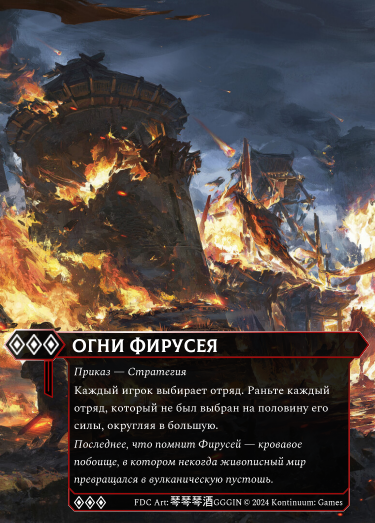 ОГНИ ФИРУСЕЯ
Приказ — Стратегия
Каждый игрок выбирает отряд. Раньте каждый
отряд, который не был выбран на половину его
силы, округляя в большую.
Последнее, что помнит Фирусей — кровавое
побоище, в котором некогда живописный мир
превращался в вулканическую пустошь.
FDC Art: 琴琴琴酒GGGIN © 2024 Kontinuum: Games